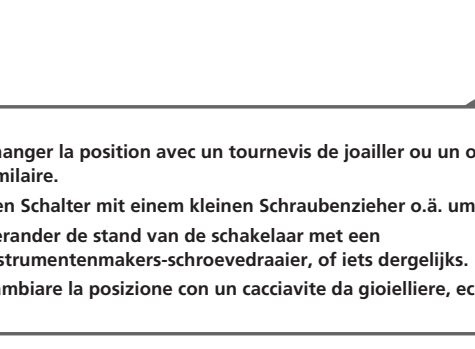 hanger la position avec un tournevis de joailler ou un o
milaire.
en Schalter mit einem kleinen Schraubenzieher o.ä. um
erander de stand van de schakelaar met een
strumentenmakers-schroevedraaier, of iets dergelijks.
mbiare la posizione con un cacciavite da gioielliere, ec